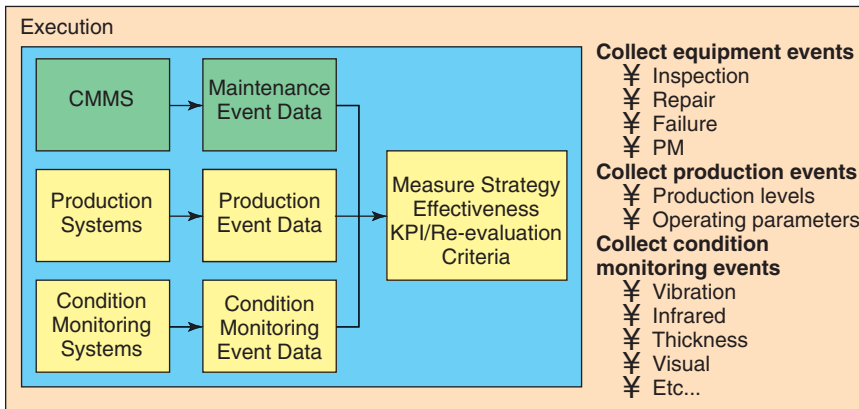 Execution
CMMS
Maintenance
Event Data
Production
Systems
Production
Event Data
Condition
Monitoring
Systems
Condition
Monitoring
Event Data
Measure Strategy
Effectiveness
KPI/Re-evaluation
Criteria
Collect equipment events
¥ Inspection
¥ Repair
¥ Failure
¥ PM
Collect production events
¥ Production levels
¥ Operating parameters
Collect condition
monitoring events
¥ Vibration
¥ Infrared
¥ Thickness
¥ Visual
¥ Etc...